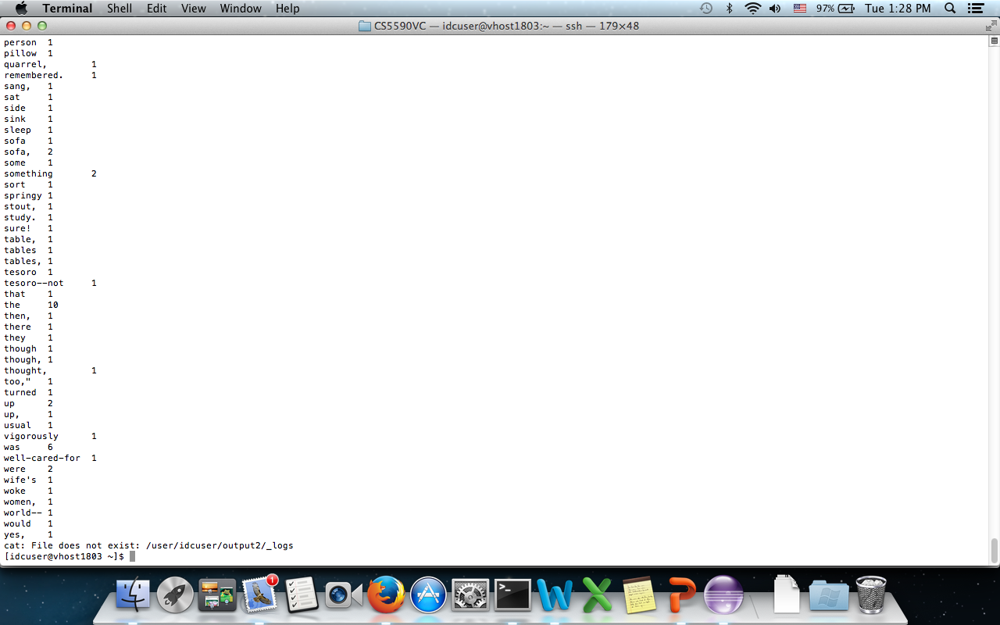 Terminal Shell Edit View Window Help 97% Tue 1:28 PM
CS5590VC — idcuser@vhost1803:~ — ssh — 179×48
person 1
pillow 1
quarrel, 1
remembered. 1
sang, 1
sat 1
side 1
sink 1
sleep 1
sofa 1
sofa, 2
some 1
something 2
sort 1
springy 1
stout, 1
study. 1
sure! 1
table, 1
tables 1
tables, 1
tesoro 1
tesoro--not 1
that 1
the 10
then, 1
there 1
they 1
though 1
though, 1
thought, 1
too," 1
turned 1
up 2
up, 1
usual 1
vigorously 1
was 6
well-cared-for 1
were 2
wife's 1
woke 1
women, 1
world-- 1
would 1
yes, 1
cat: File does not exist: /user/idcuser/output2/_logs
[idcuser@vhost1803 ~]$
1